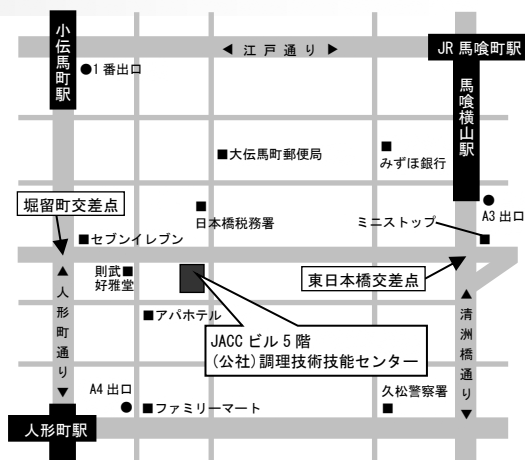 小伝馬町駅
●1 番出口
◀ 江戸通り ▶
JR 馬喰町駅
馬喰横山駅
■大伝馬町郵便局
みずほ銀行
A3 出口
堀留町交差点
日本橋税務署
ミニストップ
■セブンイレブン
則武■
好雅堂
東日本橋交差点
▲人形町通り▼
■アパホテル
▲清洲橋通り▼
JACC ビル 5 階
(公社)調理技術技能センター
A4 出口
■ファミリーマート
久松警察署
人形町駅